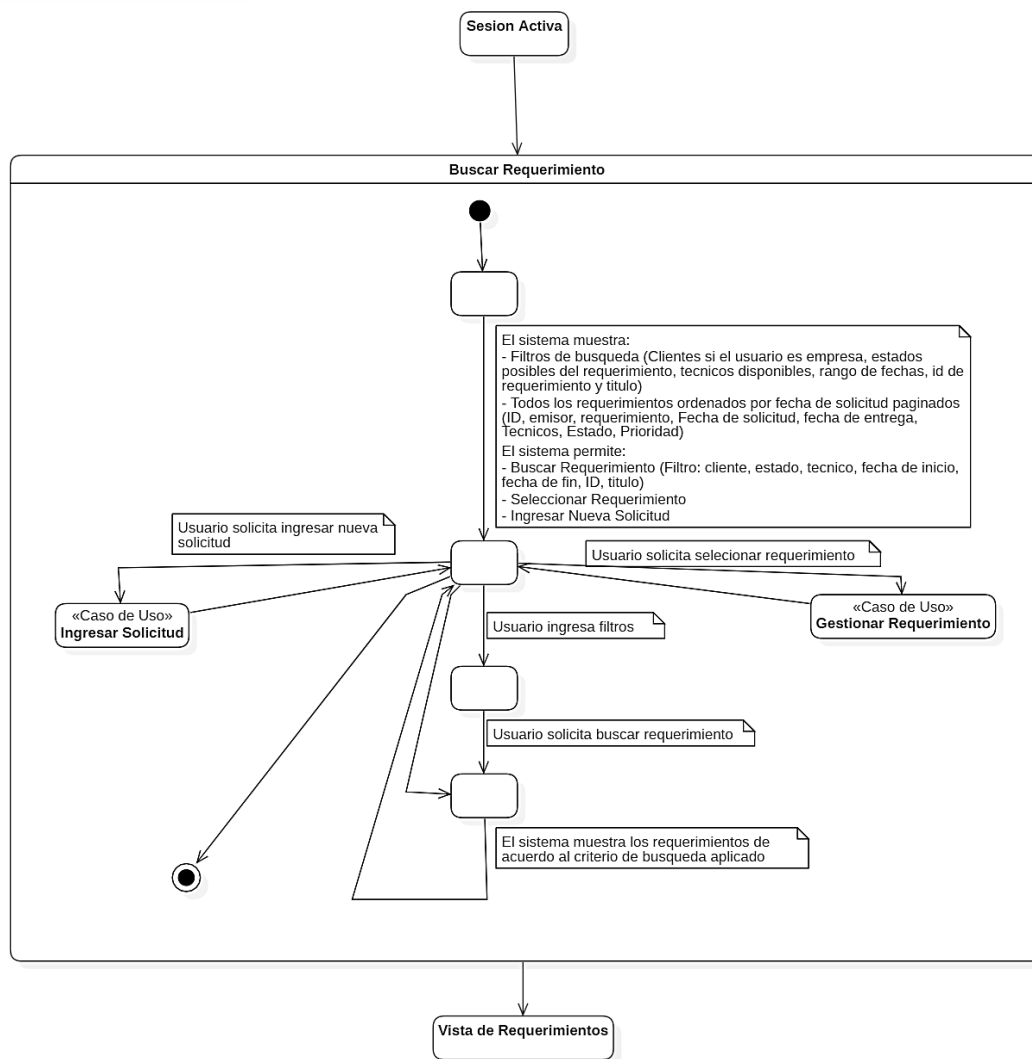 Sesion Activa
Buscar Requerimiento
El sistema muestra:
- Filtros de busqueda (Clientes si el usuario es empresa, estados
posibles del requerimiento, tecnicos disponibles, rango de fechas, id de
requerimiento y titulo)
- Todos los requerimientos ordenados por fecha de solicitud paginados
(ID, emisor, requerimiento, Fecha de solicitud, fecha de entrega,
Tecnicos, Estado, Prioridad)
El sistema permite:
- Buscar Requerimiento (Filtro: cliente, estado, tecnico, fecha de inicio,
fecha de fin, ID, titulo)
- Seleccionar Requerimiento
- Ingresar Nueva Solicitud
Usuario solicita ingresar nueva
solicitud
Usuario solicita selecionar requerimiento
«Caso de Uso»
Ingresar Solicitud
«Caso de Uso»
Gestionar Requerimiento
Usuario ingresa filtros
Usuario solicita buscar requerimiento
El sistema muestra los requerimientos de
acuerdo al criterio de busqueda aplicado
Vista de Requerimientos